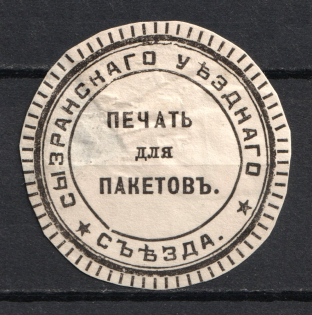 СЫЗРАНСКАГО УѢЗДНАГО
ПЕЧАТЬ
для
ПАКЕТОВЪ.
СЪѢЗДА.